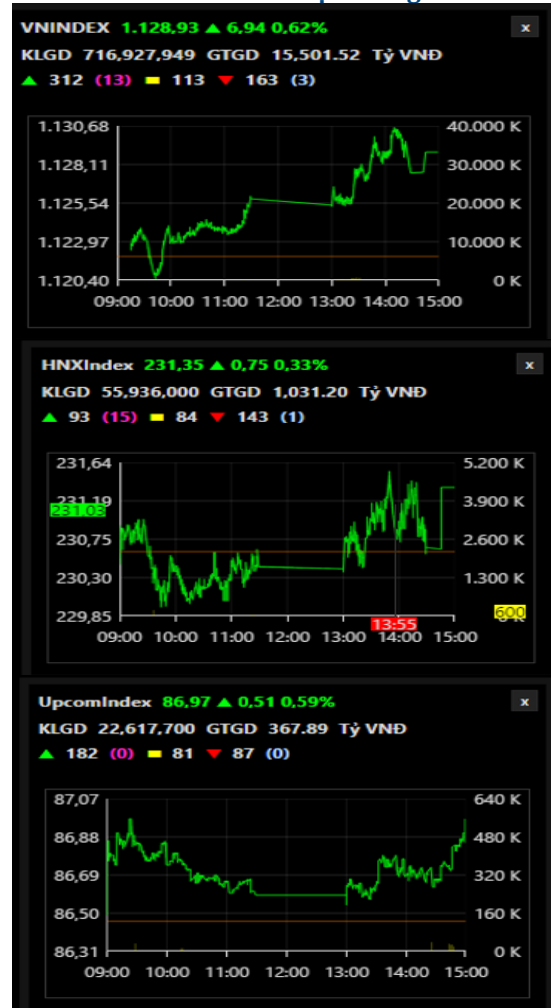 VNINDEX 1.128,93 ▲ 6,94 0,62% x
KLGD 716,927,949 GTGD 15,501.52 Tỷ VNĐ
▲ 312 (13) 113 ▼ 163 (3)
1.130,68 40.000 K
1.128,11 30.000 K
1.125,54 20.000 K
1.122,97 10.000 K
1.120,40 0 K
09:00 10:00 11:00 12:00 13:00 14:00 15:00
HNXIndex 231,35 ▲ 0,75 0,33% x
KLGD 55,936,000 GTGD 1,031.20 Tỷ VNĐ
▲ 93 (15) 84 ▼ 143 (1)
231,64 5.200 K
231,19 3.900 K
231.03
230,75 2.600 K
230,30 1300 K
600
229,85
13:55
09:00 10:00 11:00 12:00 13:00 14:00 15:00
UpcomIndex 86,97 ▲ 0,51 0,59% x
KLGD 22,617,700 GTGD 367.89 Tỷ VNĐ
▲ 182 (0) 81 ▼ 87 (0)
87,07 640 K
86,88 480 K
86,69 320 K
86,50 160 K
86,31 0 K
09:00 10:00 11:00 12:00 13:00 14:00 15:00